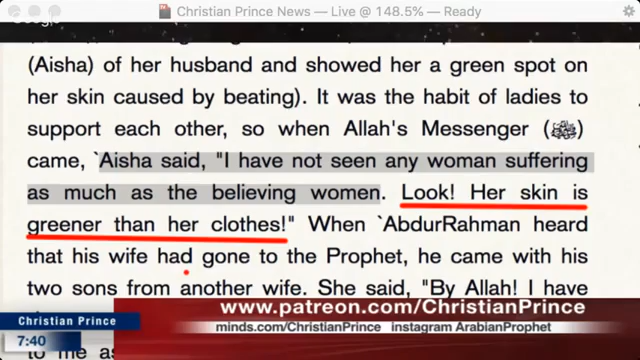 Christian Prince News — Live @ 148.5% — Ready
(Aisha) of her husband and showed her a green spot on
her skin caused by beating). It was the habit of ladies to
support each other, so when Allah's Messenger (ﷺ)
came, `Aisha said, "I have not seen any woman suffering
as much as the believing women. Look! Her skin is
greener than her clothes!" When `AbdurRahman heard
that his wife had gone to the Prophet, he came with his
two sons from another wife. She said, "By Allah! I have
www.patreon.com/ChristianPrince
Christian Prince
minds.com/ChristianPrince instagram ArabianProphet
7:40
to me as